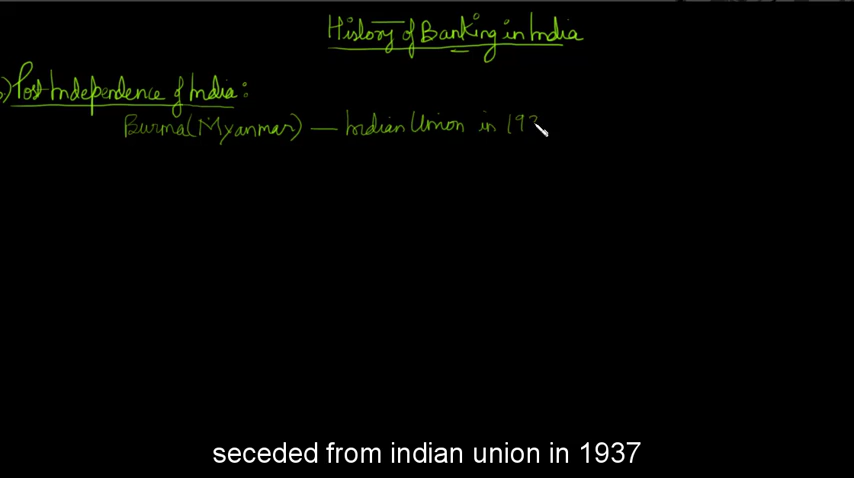 History of Banking in India
.) Post-Independence of India:
Burma (Myanmar) — Indian Union in 193
seceded from indian union in 1937